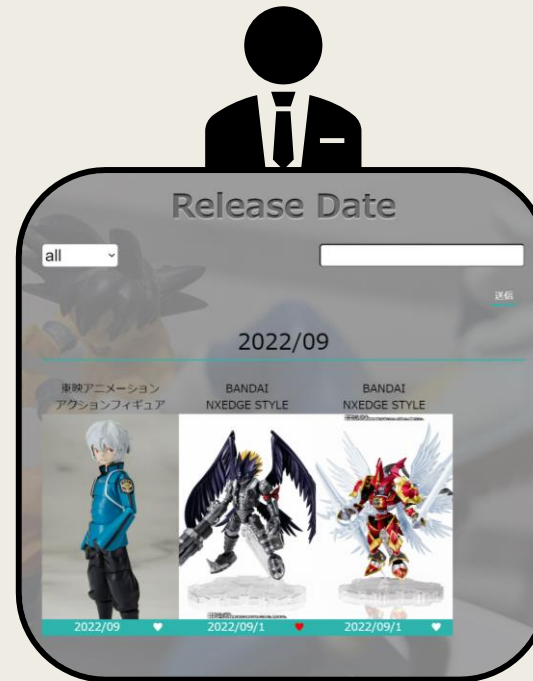 Release Date
all
送信
2022/09
東映アニメーション
アクションフィギュア
BANDAI
NXEDGE STYLE
BANDAI
NXEDGE STYLE
2022/09
2022/09/1
2022/09/1